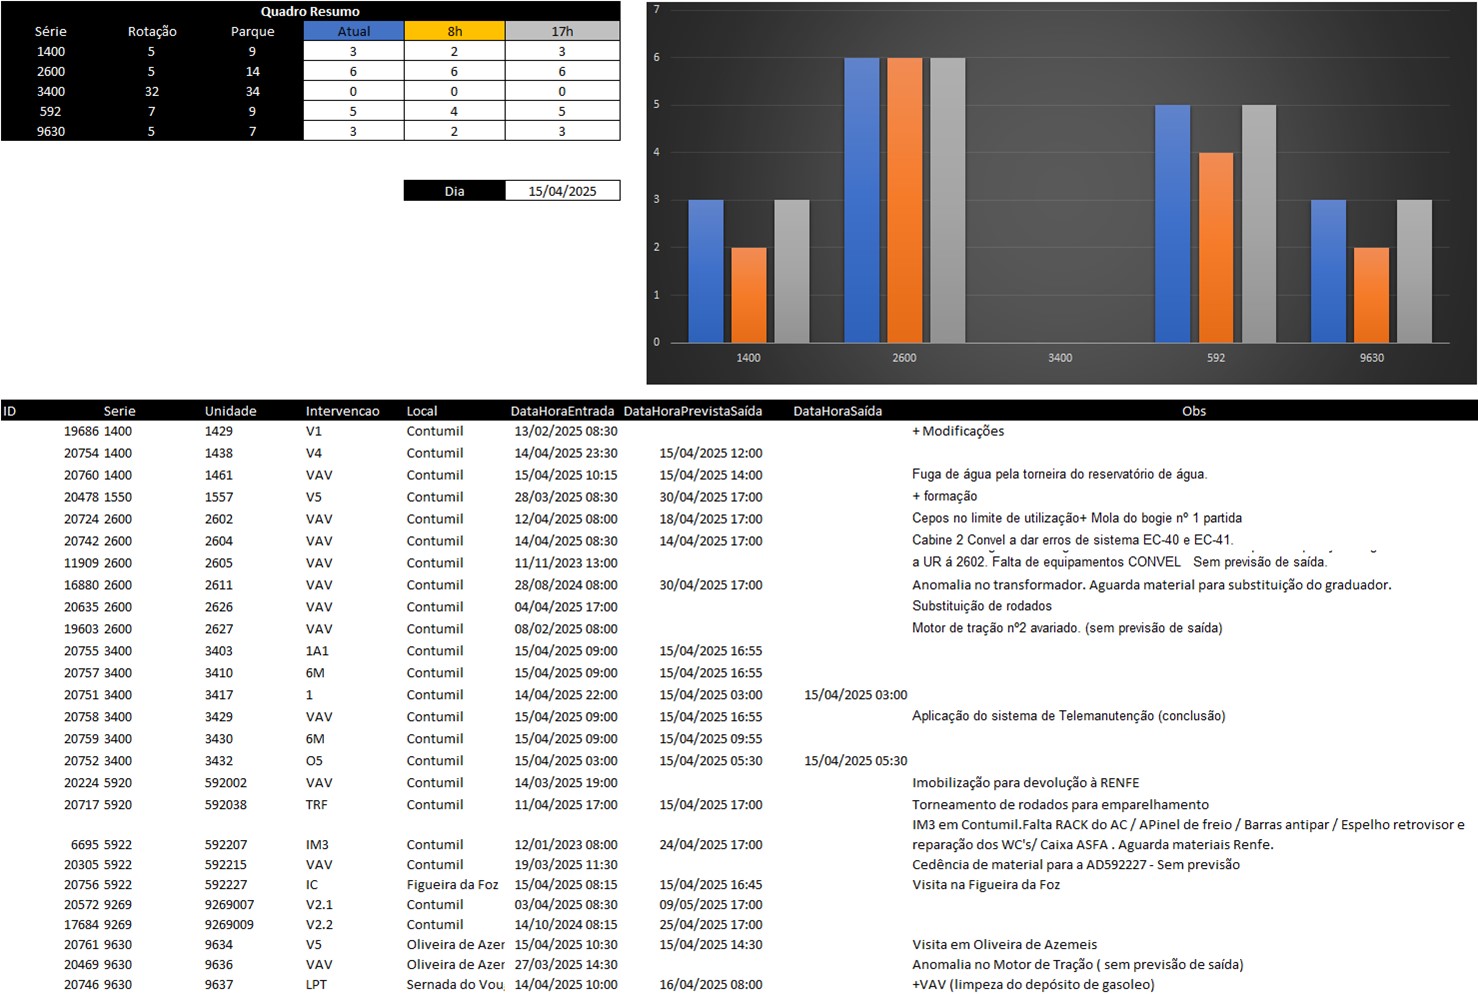 Quadro Resumo
Série Rotação Parque Atual 8h 17h
1400 5 9 3 2 3
2600 5 14 6 6 6
3400 32 34 0 0 0
592 7 9 5 4 5
9630 5 7 3 2 3
Dia 15/04/2025
7
6
5
4
3
2
1
0
1400 2600 3400 592 9630
ID Serie Unidade Intervencao Local DataHoraEntrada DataHoraPrevistaSaída DataHoraSaída Obs
19686 1400 1429 V1 Contumil 13/02/2025 08:30 + Modificações
20754 1400 1438 V4 Contumil 14/04/2025 23:30 15/04/2025 12:00
20760 1400 1461 VAV Contumil 15/04/2025 10:15 15/04/2025 14:00 Fuga de água pela torneira do reservatório de água.
20478 1550 1557 V5 Contumil 28/03/2025 08:30 30/04/2025 17:00 + formação
20724 2600 2602 VAV Contumil 12/04/2025 08:00 18/04/2025 17:00 Cepos no limite de utilização+ Mola do bogie nº 1 partida
20742 2600 2604 VAV Contumil 14/04/2025 08:30 14/04/2025 17:00 Cabine 2 Convel a dar erros de sistema EC-40 e EC-41.
11909 2600 2605 VAV Contumil 11/11/2023 13:00 a UR á 2602. Falta de equipamentos CONVEL Sem previsão de saída.
16880 2600 2611 VAV Contumil 28/08/2024 08:00 30/04/2025 17:00 Anomalia no transformador. Aguarda material para substituição do graduador.
20635 2600 2626 VAV Contumil 04/04/2025 17:00 Substituição de rodados
19603 2600 2627 VAV Contumil 08/02/2025 08:00 Motor de tração nº2 avariado. (sem previsão de saída)
20755 3400 3403 1A1 Contumil 15/04/2025 09:00 15/04/2025 16:55
20757 3400 3410 6M Contumil 15/04/2025 09:00 15/04/2025 16:55
20751 3400 3417 1 Contumil 14/04/2025 22:00 15/04/2025 03:00 15/04/2025 03:00
20758 3400 3429 VAV Contumil 15/04/2025 09:00 15/04/2025 16:55 Aplicação do sistema de Telemanutenção (conclusão)
20759 3400 3430 6M Contumil 15/04/2025 09:00 15/04/2025 09:55
20752 3400 3432 O5 Contumil 15/04/2025 03:00 15/04/2025 05:30 15/04/2025 05:30
20224 5920 592002 VAV Contumil 14/03/2025 19:00 Imobilização para devolução à RENFE
20717 5920 592038 TRF Contumil 11/04/2025 17:00 15/04/2025 17:00 Torneamento de rodados para emparelhamento
IM3 em Contumil.Falta RACK do AC / APinel de freio / Barras antipar / Espelho retrovisor e
6695 5922 592207 IM3 Contumil 12/01/2023 08:00 24/04/2025 17:00 reparação dos WC's/ Caixa ASFA . Aguarda materiais Renfe.
20305 5922 592215 VAV Contumil 19/03/2025 11:30 Cedência de material para a AD592227 - Sem previsão
20756 5922 592227 IC Figueira da Foz 15/04/2025 08:15 15/04/2025 16:45 Visita na Figueira da Foz
20572 9269 9269007 V2.1 Contumil 03/04/2025 08:30 09/05/2025 17:00
17684 9269 9269009 V2.2 Contumil 14/10/2024 08:15 25/04/2025 17:00
20761 9630 9634 V5 Oliveira de Azer 15/04/2025 10:30 15/04/2025 14:30 Visita em Oliveira de Azemeis
20469 9630 9636 VAV Oliveira de Azer 27/03/2025 14:30 Anomalia no Motor de Tração ( sem previsão de saída)
20746 9630 9637 LPT Sernada do Vou 14/04/2025 10:00 16/04/2025 08:00 +VAV (limpeza do depósito de gasoleo)